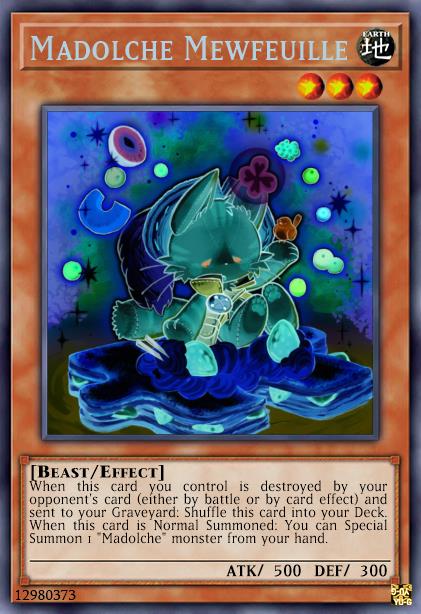 Madolche Mewfeuille
EARTH
地
[Beast/Effect]
When this card you control is destroyed by your
opponent's card (either by battle or by card effect) and
sent to your Graveyard: Shuffle this card into your Deck.
When this card is Normal Summoned: You can Special
Summon 1 "Madolche" monster from your hand.
ATK/ 500 DEF/ 300
12980373